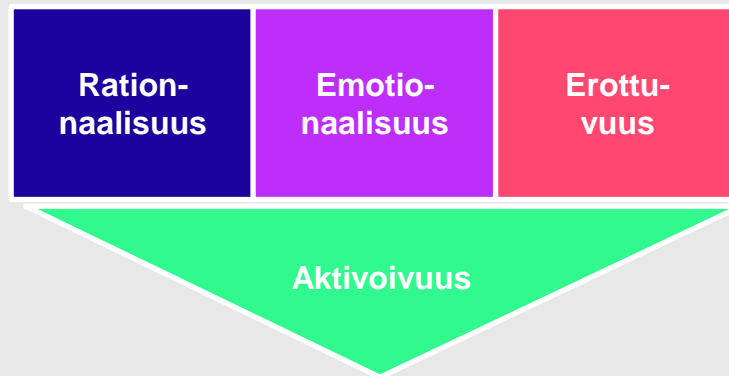 Ration-
naalisuus
Emotio-
naalisuus
Erottu-
vuus
Aktivoivuus